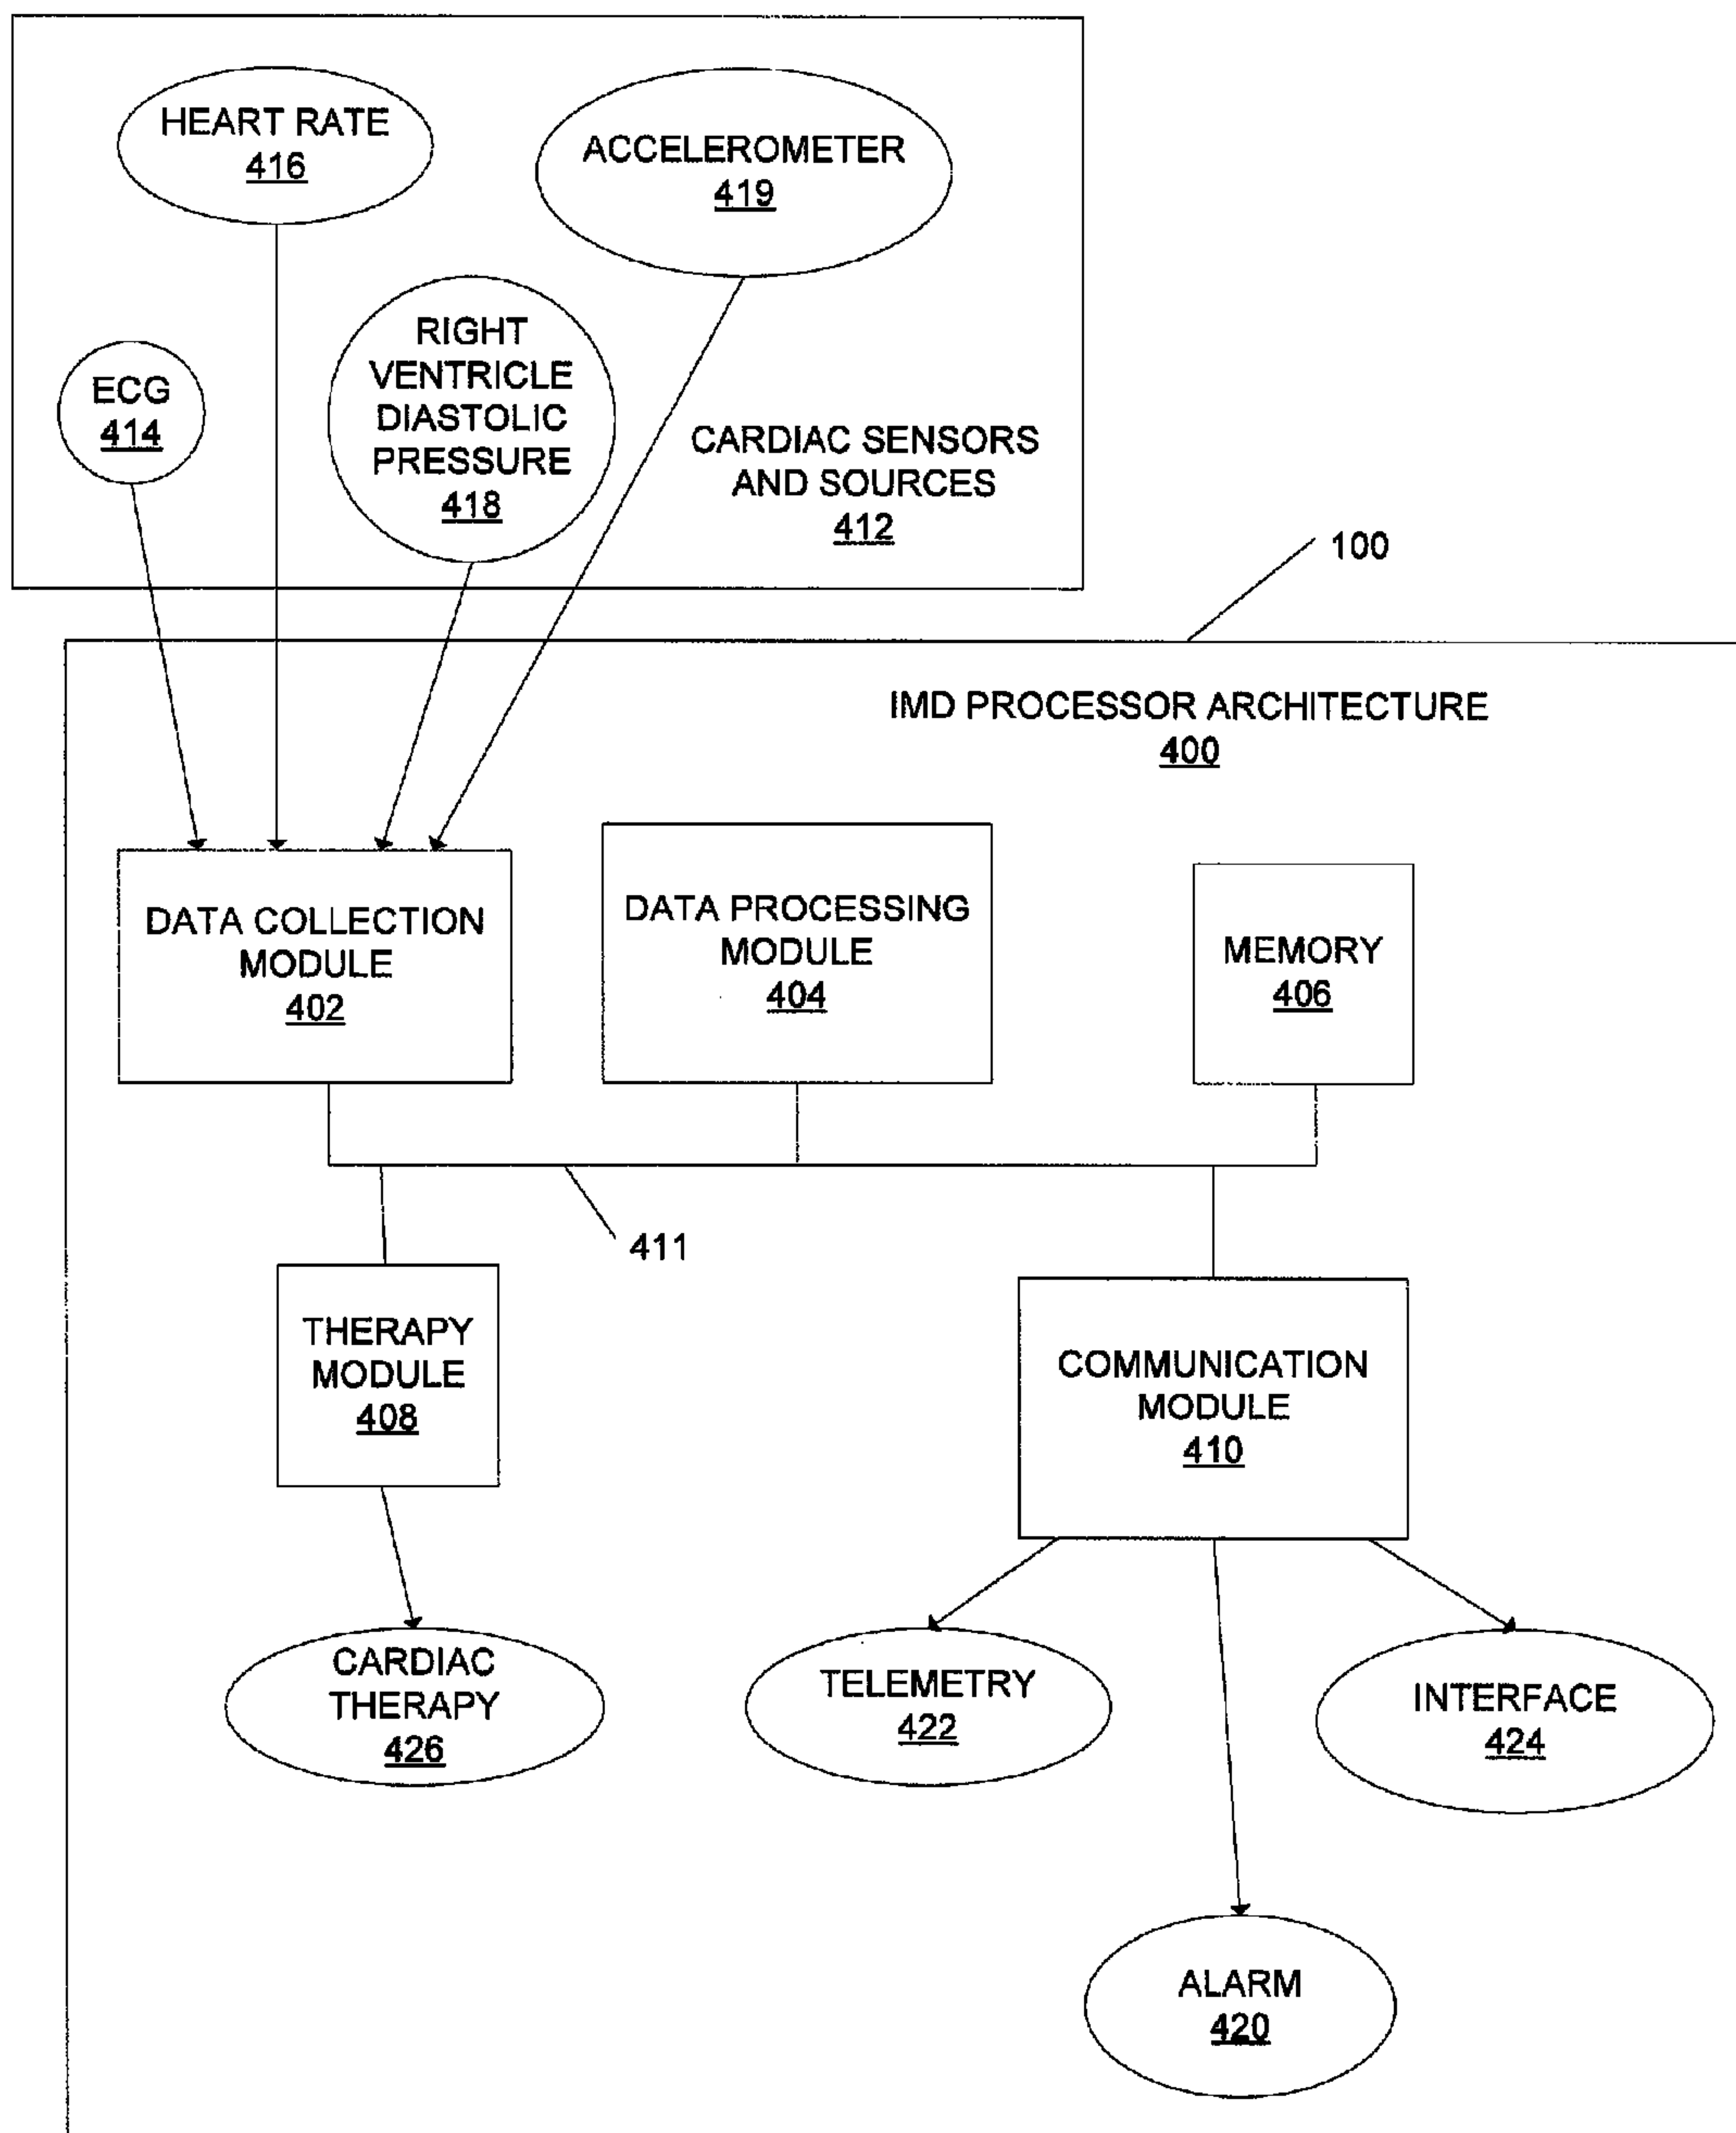 HEART RATE
416
ACCELEROMETER
419
ECG
414
RIGHT
VENTRICLE
DIASTOLIC
PRESSURE
418
CARDIAC SENSORS
AND SOURCES
412
100
IMD PROCESSOR ARCHITECTURE
400
DATA COLLECTION
MODULE
402
DATA PROCESSING
MODULE
404
MEMORY
406
411
THERAPY
MODULE
408
COMMUNICATION
MODULE
410
CARDIAC
THERAPY
426
TELEMETRY
422
INTERFACE
424
ALARM
420